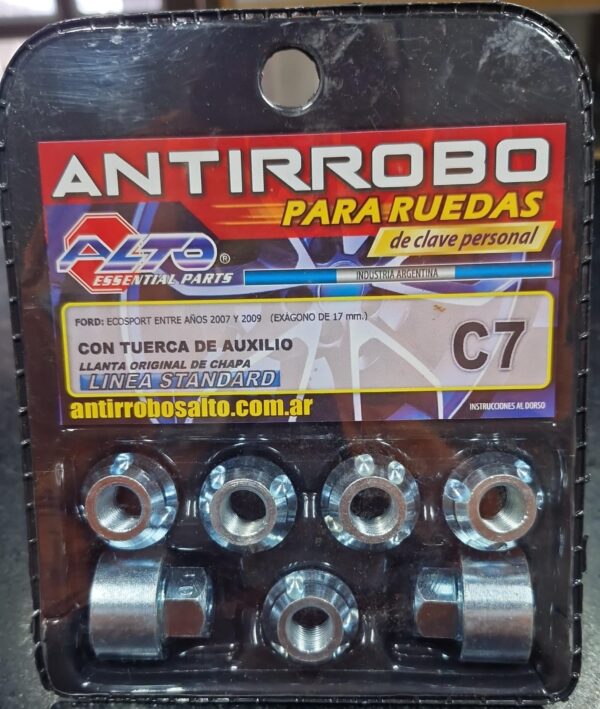 ANTIRROBO
PARA RUEDAS
de clave personal
ALTO®
ESSENTIAL PARTS
INDUSTRIA ARGENTINA
FORD: ECOSPORT ENTRE AÑOS 2007 Y 2009 (EXÁGONO DE 17 mm.)
CON TUERCA DE AUXILIO
C7
LLANTA ORIGINAL DE CHAPA
LINEA STANDARD
antirrobosalto.com.ar
INSTRUCCIONES AL DORSO